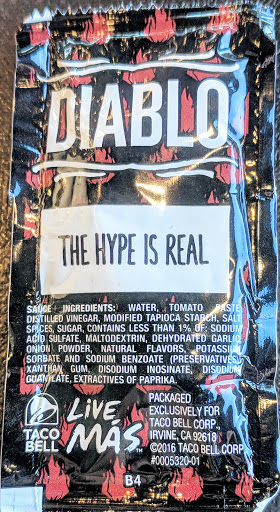 DIABLO
THE HYPE IS REAL
SAUCE INGREDIENTS: WATER, TOMATO PASTE,
DISTILLED VINEGAR, MODIFIED TAPIOCA STARCH, SALT,
SPICES, SUGAR, CONTAINS LESS THAN 1% OF: SODIUM
ACID SULFATE, MALTODEXTRIN, DEHYDRATED GARLIC,
ONION POWDER, NATURAL FLAVORS, POTASSIUM
SORBATE AND SODIUM BENZOATE (PRESERVATIVES),
XANTHAN GUM, DISODIUM INOSINATE, DISODIUM
GUANYLATE, EXTRACTIVES OF PAPRIKA.
TACO
BELL
LIVE
MÁS™
PACKAGED
EXCLUSIVELY FOR
TACO BELL CORP.,
IRVINE, CA 92618
©2016 TACO BELL CORP.
#0005320-01
B4